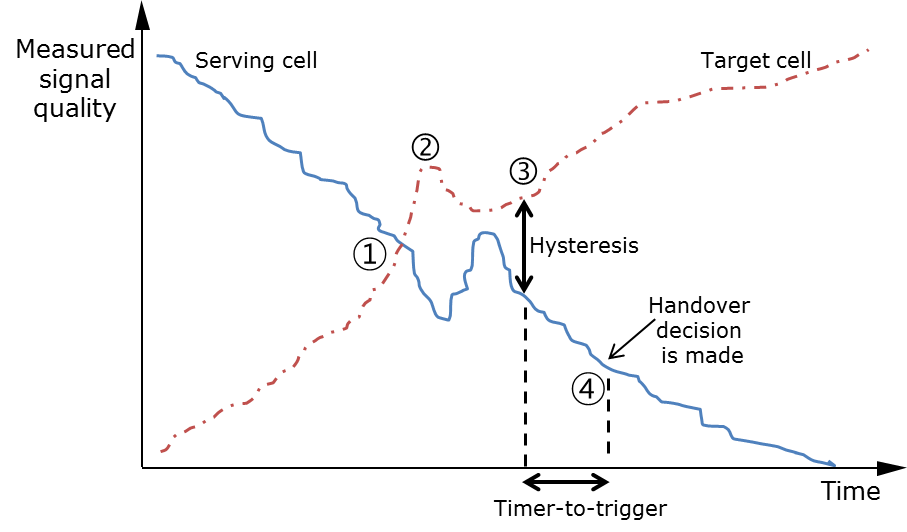 Measured
signal
quality
Serving cell
Target cell
②
③
①
Hysteresis
Handover
decision
is made
④
Time
Timer-to-trigger